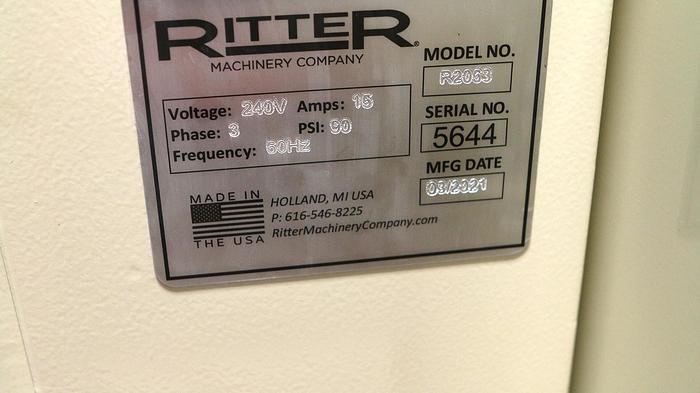 RITTER®
MACHINERY COMPANY
MODEL NO.
R2063
Voltage: 240V Amps: 15
Phase: 3 PSI: 90
Frequency: 60Hz
SERIAL NO.
5644
MFG DATE
03/2021
MADE IN
THE USA
HOLLAND, MI USA
P: 616-546-8225
RitterMachineryCompany.com